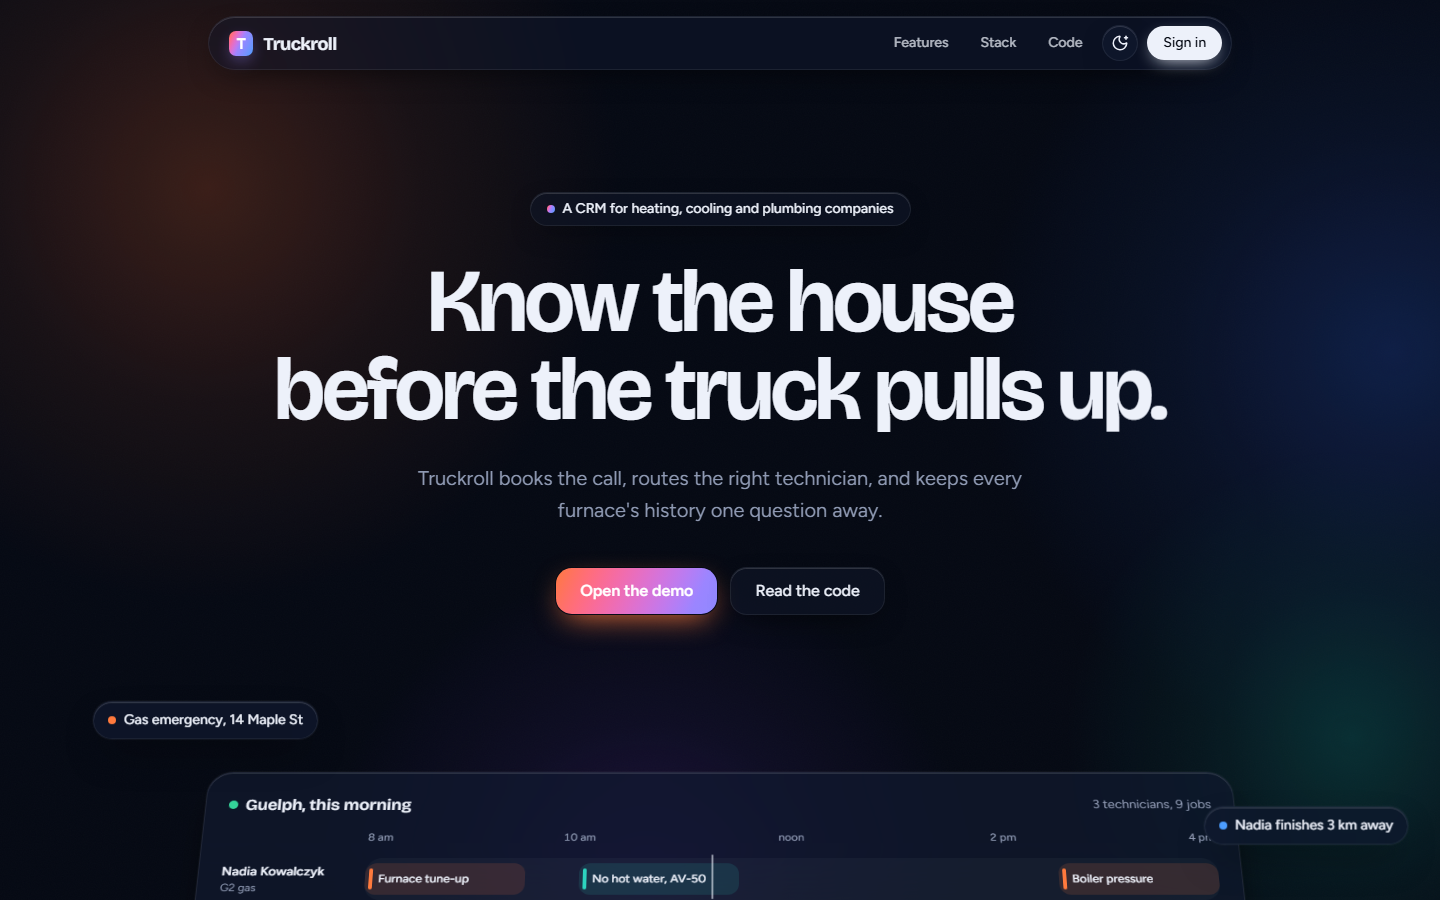 T Truckroll
Features Stack Code Sign in
A CRM for heating, cooling and plumbing companies
Know the house
before the truck pulls up.
Truckroll books the call, routes the right technician, and keeps every
furnace's history one question away.
Open the demo Read the code
Gas emergency, 14 Maple St
Guelph, this morning 3 technicians, 9 jobs
Nadia finishes 3 km away
8 am 10 am noon 2 pm 4 pm
Nadia Kowalczyk
G2 gas
Furnace tune-up No hot water, AV-50 Boiler pressure